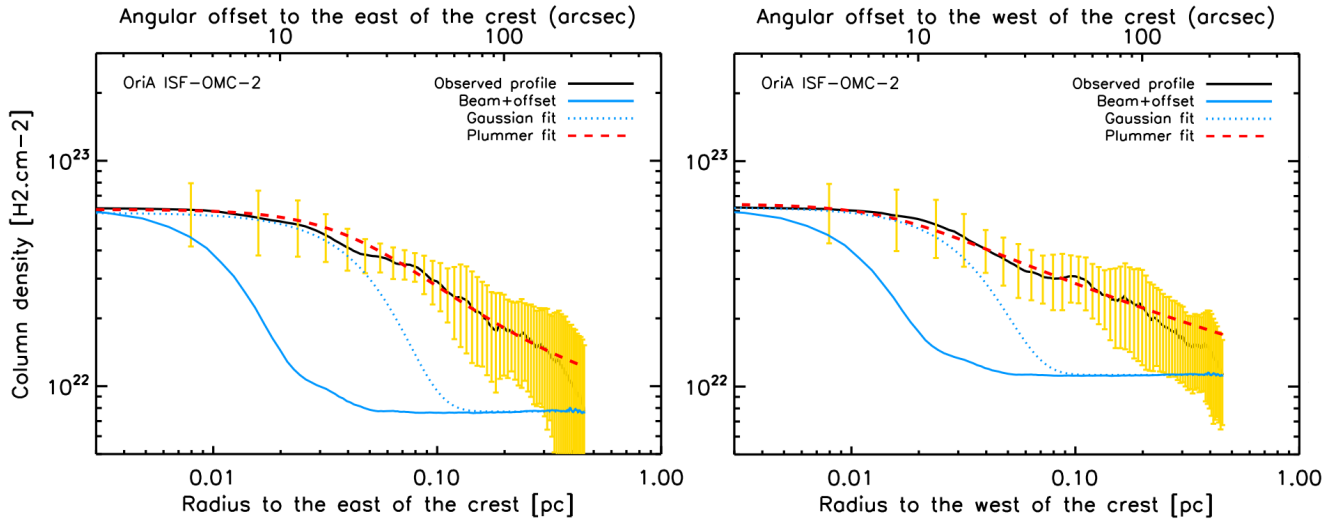 Angular offset to the east of the crest (arcsec)
10 100
OriA ISF-OMC-2
Observed profile
Beam+offset
Gaussian fit
Plummer fit
Column density [H2.cm-2]
10^23
10^22
0.01 0.10 1.00
Radius to the east of the crest [pc]
Angular offset to the west of the crest (arcsec)
10 100
OriA ISF-OMC-2
Observed profile
Beam+offset
Gaussian fit
Plummer fit
10^23
10^22
0.01 0.10 1.00
Radius to the west of the crest [pc]